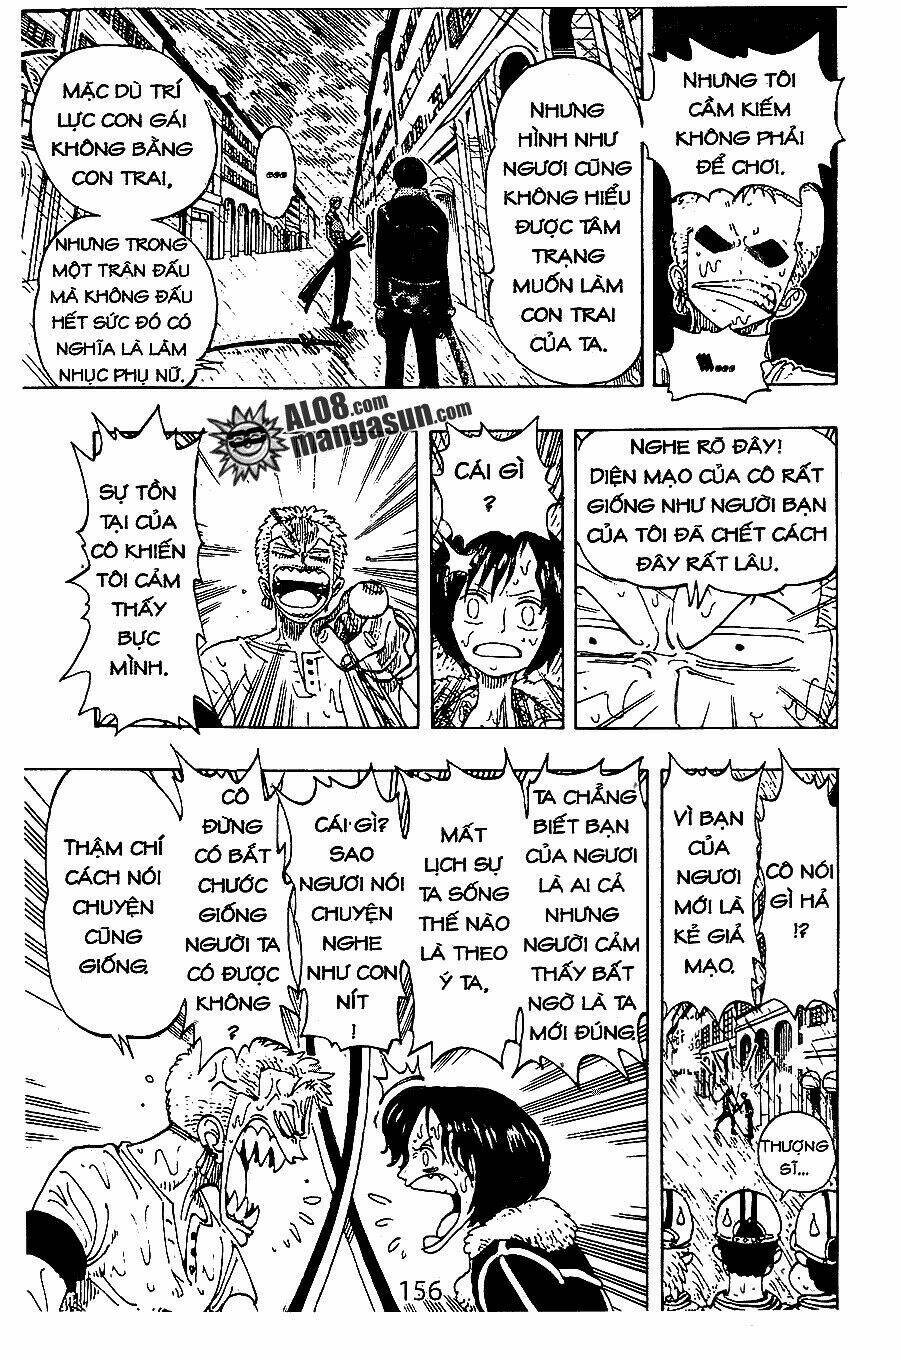 MẶC DÙ TRÍ
LỰC CON GÁI
KHÔNG BẰNG
CON TRAI,
NHƯNG TRONG
MỘT TRẬN ĐẤU
MÀ KHÔNG ĐẤU
HẾT SỨC ĐÓ CÓ
NGHĨA LÀ LÀM
NHỤC PHỤ NỮ.
...
NHƯNG
HÌNH NHƯ
NGƯƠI CŨNG
KHÔNG HIỂU
ĐƯỢC TÂM
TRẠNG
MUỐN LÀM
CON TRAI
CỦA TA.
NHƯNG TÔI
CẦM KIẾM
KHÔNG PHẢI
ĐỂ CHƠI.
ALO8.com
mangasun.com
SỰ TỒN
TẠI CỦA
CÔ KHIẾN
TÔI CẢM
THẤY
BỰC
MÌNH.
CÁI GÌ
?
NGHE RÕ ĐÂY!
DIỆN MẠO CỦA CÔ RẤT
GIỐNG NHƯ NGƯỜI BẠN
CỦA TÔI ĐÃ CHẾT CÁCH
ĐÂY RẤT LÂU.
THẬM CHÍ
CÁCH NÓI
CHUYỆN
CŨNG
GIỐNG.
CÔ
ĐỪNG
CÓ BẮT
CHƯỚC
GIỐNG
NGƯỜI TA
CÓ ĐƯỢC
KHÔNG
?
CÁI GÌ?
SAO
NGƯƠI NÓI
CHUYỆN
NGHE
NHƯ CON
NÍT
!
MẤT
LỊCH SỰ
TA SỐNG
THẾ NÀO
LÀ THEO
Ý TA,
TA CHẲNG
BIẾT BẠN
CỦA NGƯƠI
LÀ AI CẢ
NHƯNG
NGƯỜI CẢM
THẤY BẤT
NGỜ LÀ TA
MỚI ĐÚNG.
VÌ BẠN
CỦA
NGƯƠI
MỚI LÀ
KẺ GIẢ
MẠO.
CÔ NÓI
GÌ HẢ
!?
THƯỢNG
SĨ...
156